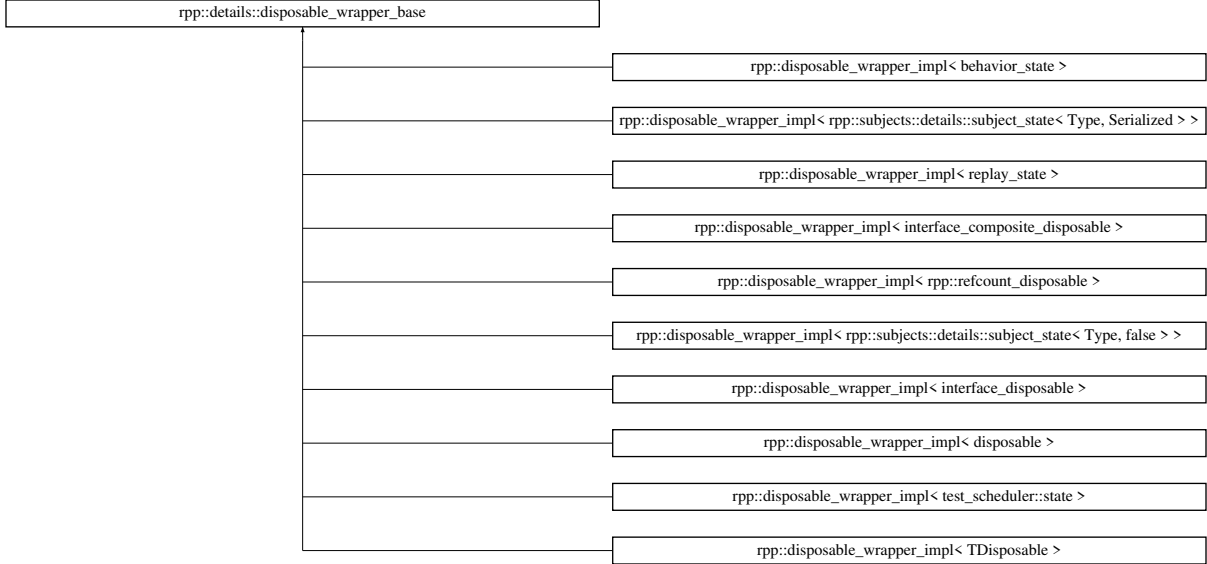 rpp::details::disposable_wrapper_base
rpp::disposable_wrapper_impl< behavior_state >
rpp::disposable_wrapper_impl< rpp::subjects::details::subject_state< Type, Serialized > >
rpp::disposable_wrapper_impl< replay_state >
rpp::disposable_wrapper_impl< interface_composite_disposable >
rpp::disposable_wrapper_impl< rpp::refcount_disposable >
rpp::disposable_wrapper_impl< rpp::subjects::details::subject_state< Type, false > >
rpp::disposable_wrapper_impl< interface_disposable >
rpp::disposable_wrapper_impl< disposable >
rpp::disposable_wrapper_impl< test_scheduler::state >
rpp::disposable_wrapper_impl< TDisposable >